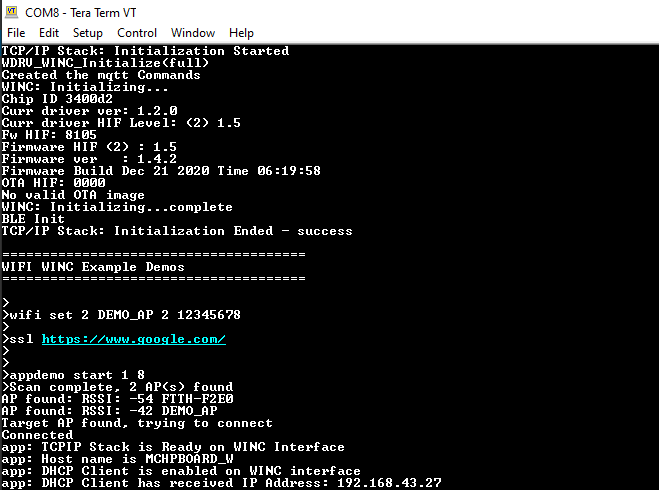 COM8 - Tera Term VT
File Edit Setup Control Window Help
TCP/IP Stack: Initialization Started
WDRV_WINC_Initialize(full)
Created the mqtt Commands
WINC: Initializing...
Chip ID 3400d2
Curr driver ver: 1.2.0
Curr driver HIF Level: (2) 1.5
Fw HIF: 8105
Firmware HIF (2) : 1.5
Firmware ver   : 1.4.2
Firmware Build Dec 21 2020 Time 06:19:58
OTA HIF: 0000
No valid OTA image
WINC: Initializing...complete
BLE Init
TCP/IP Stack: Initialization Ended - success
======================================
WIFI WINC Example Demos
======================================
>
>wifi set 2 DEMO_AP 2 12345678
>
>ssl https://www.google.com/
>
>
>appdemo start 1 8
>Scan complete, 2 AP(s) found
AP found: RSSI: -54 FTTH-F2E0
AP found: RSSI: -42 DEMO_AP
Target AP found, trying to connect
Connected
app: TCPIP Stack is Ready on WINC Interface
app: Host name is MCHPBOARD_W
app: DHCP Client is enabled on WINC interface
app: DHCP Client has received IP Address: 192.168.43.27